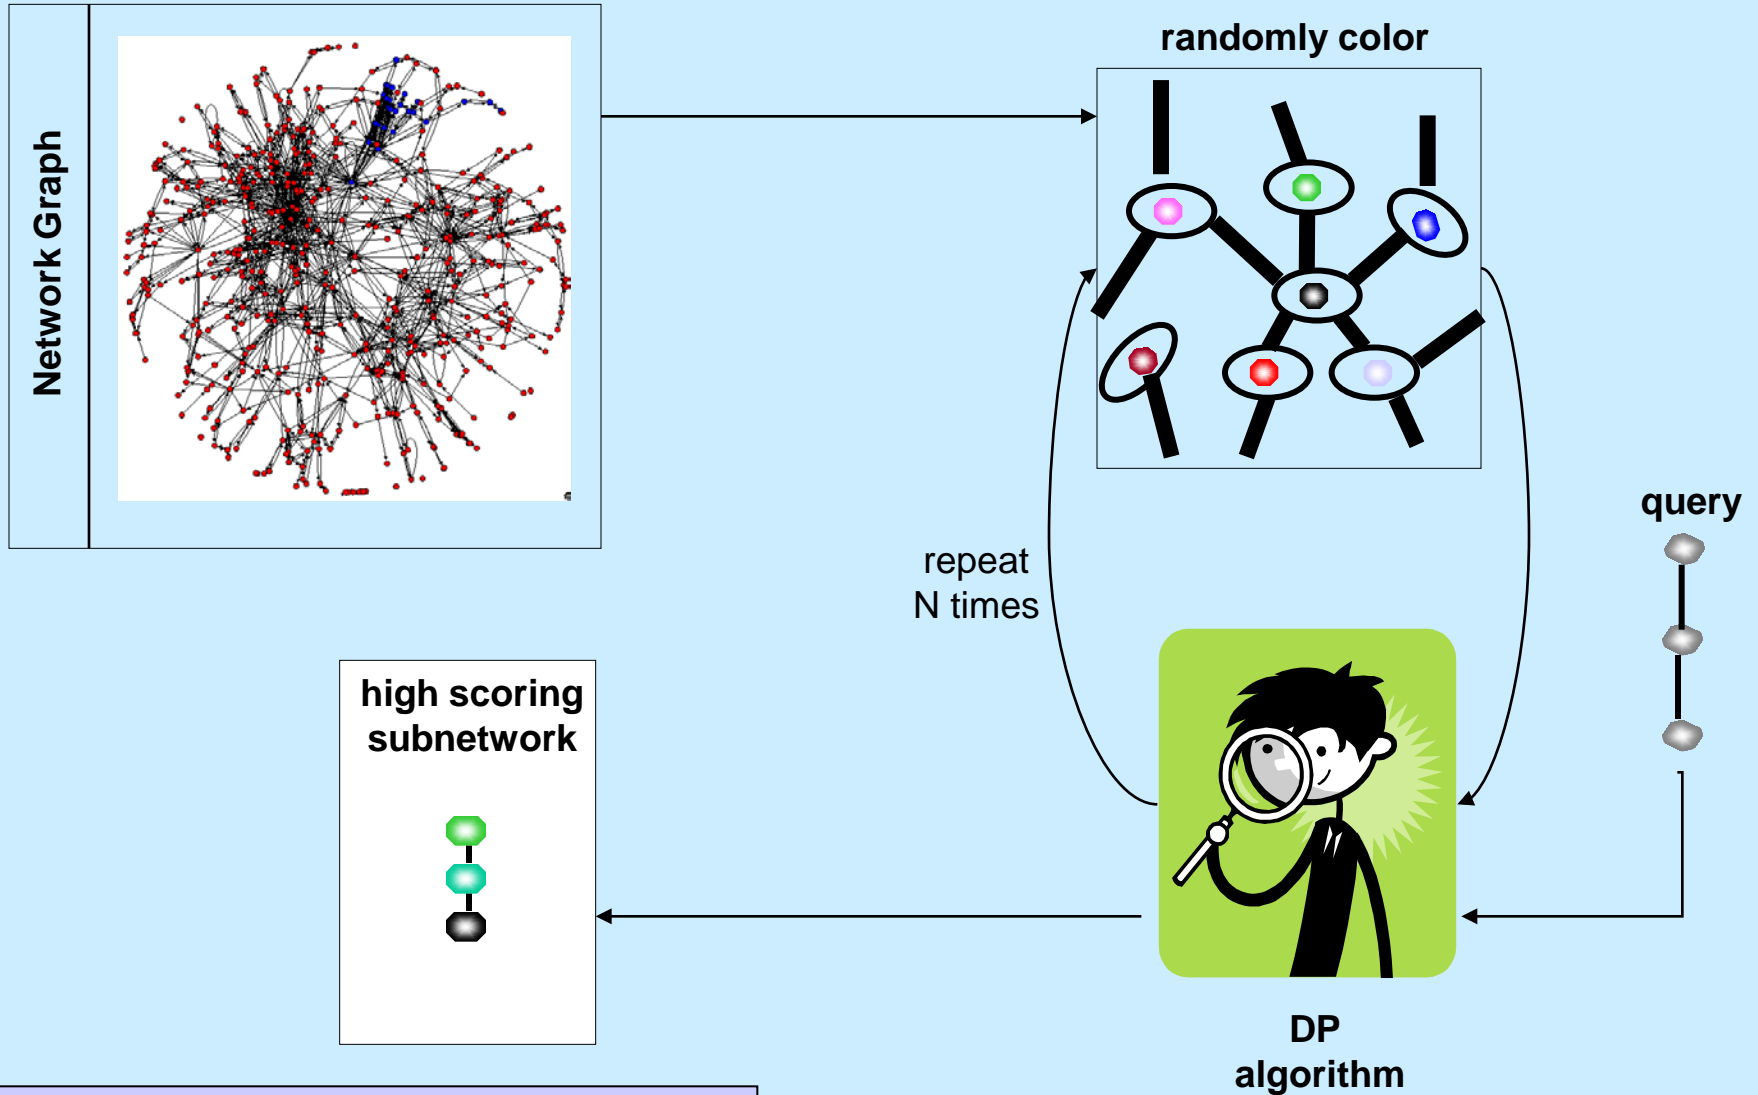 Network Graph
randomly color
query
repeat
N times
high scoring
subnetwork
DP
algorithm